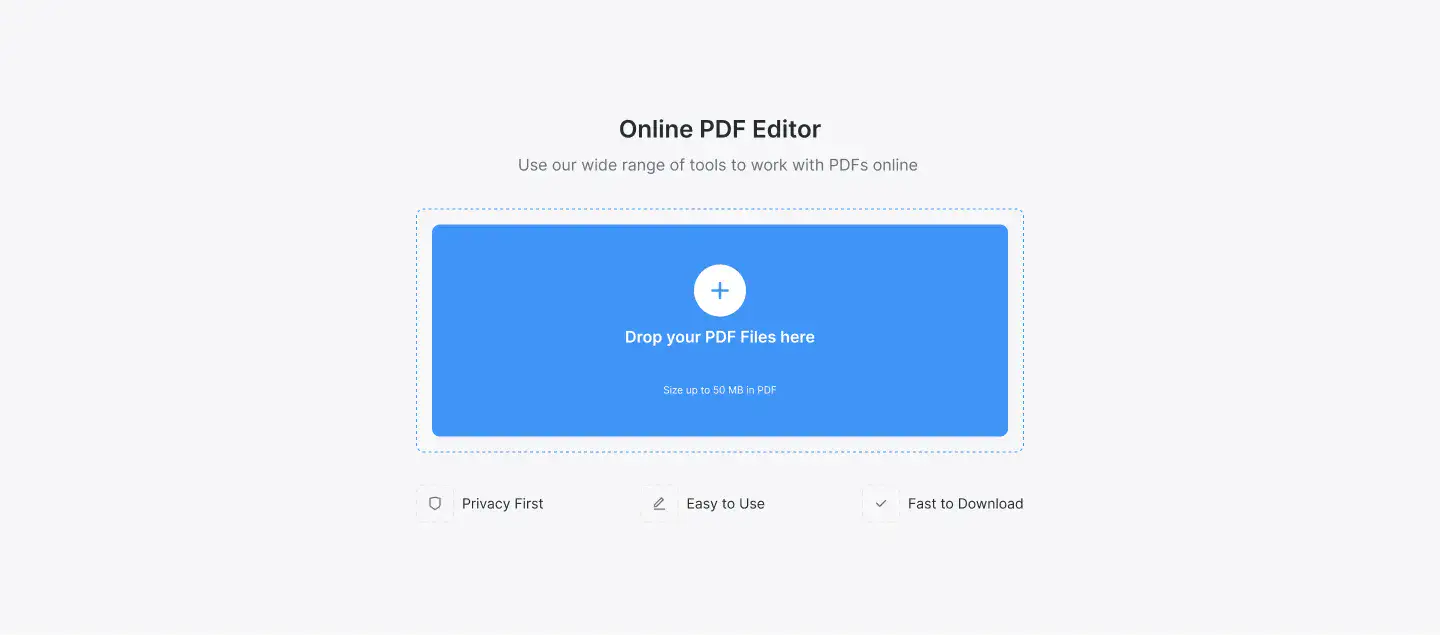 Online PDF Editor
Use our wide range of tools to work with PDFs online
Drop your PDF Files here
Size up to 50 MB in PDF
Privacy First
Easy to Use
Fast to Download